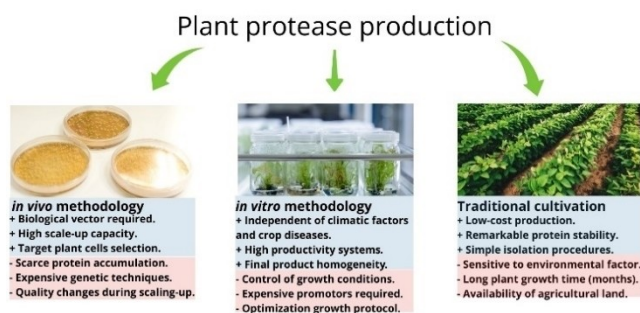 Plant protease production
in vivo methodology
+ Biological vector required.
+ High scale-up capacity.
+ Target plant cells selection.
- Scarce protein accumulation.
- Expensive genetic techniques.
- Quality changes during scaling-up.
in vitro methodology
+ Independent of climatic factors
and crop diseases.
+ High productivity systems.
+ Final product homogeneity.
- Control of growth conditions.
- Expensive promotors required.
- Optimization growth protocol.
Traditional cultivation
+ Low-cost production.
+ Remarkable protein stability.
+ Simple isolation procedures.
- Sensitive to environmental factor.
- Long plant growth time (months).
- Availability of agricultural land.